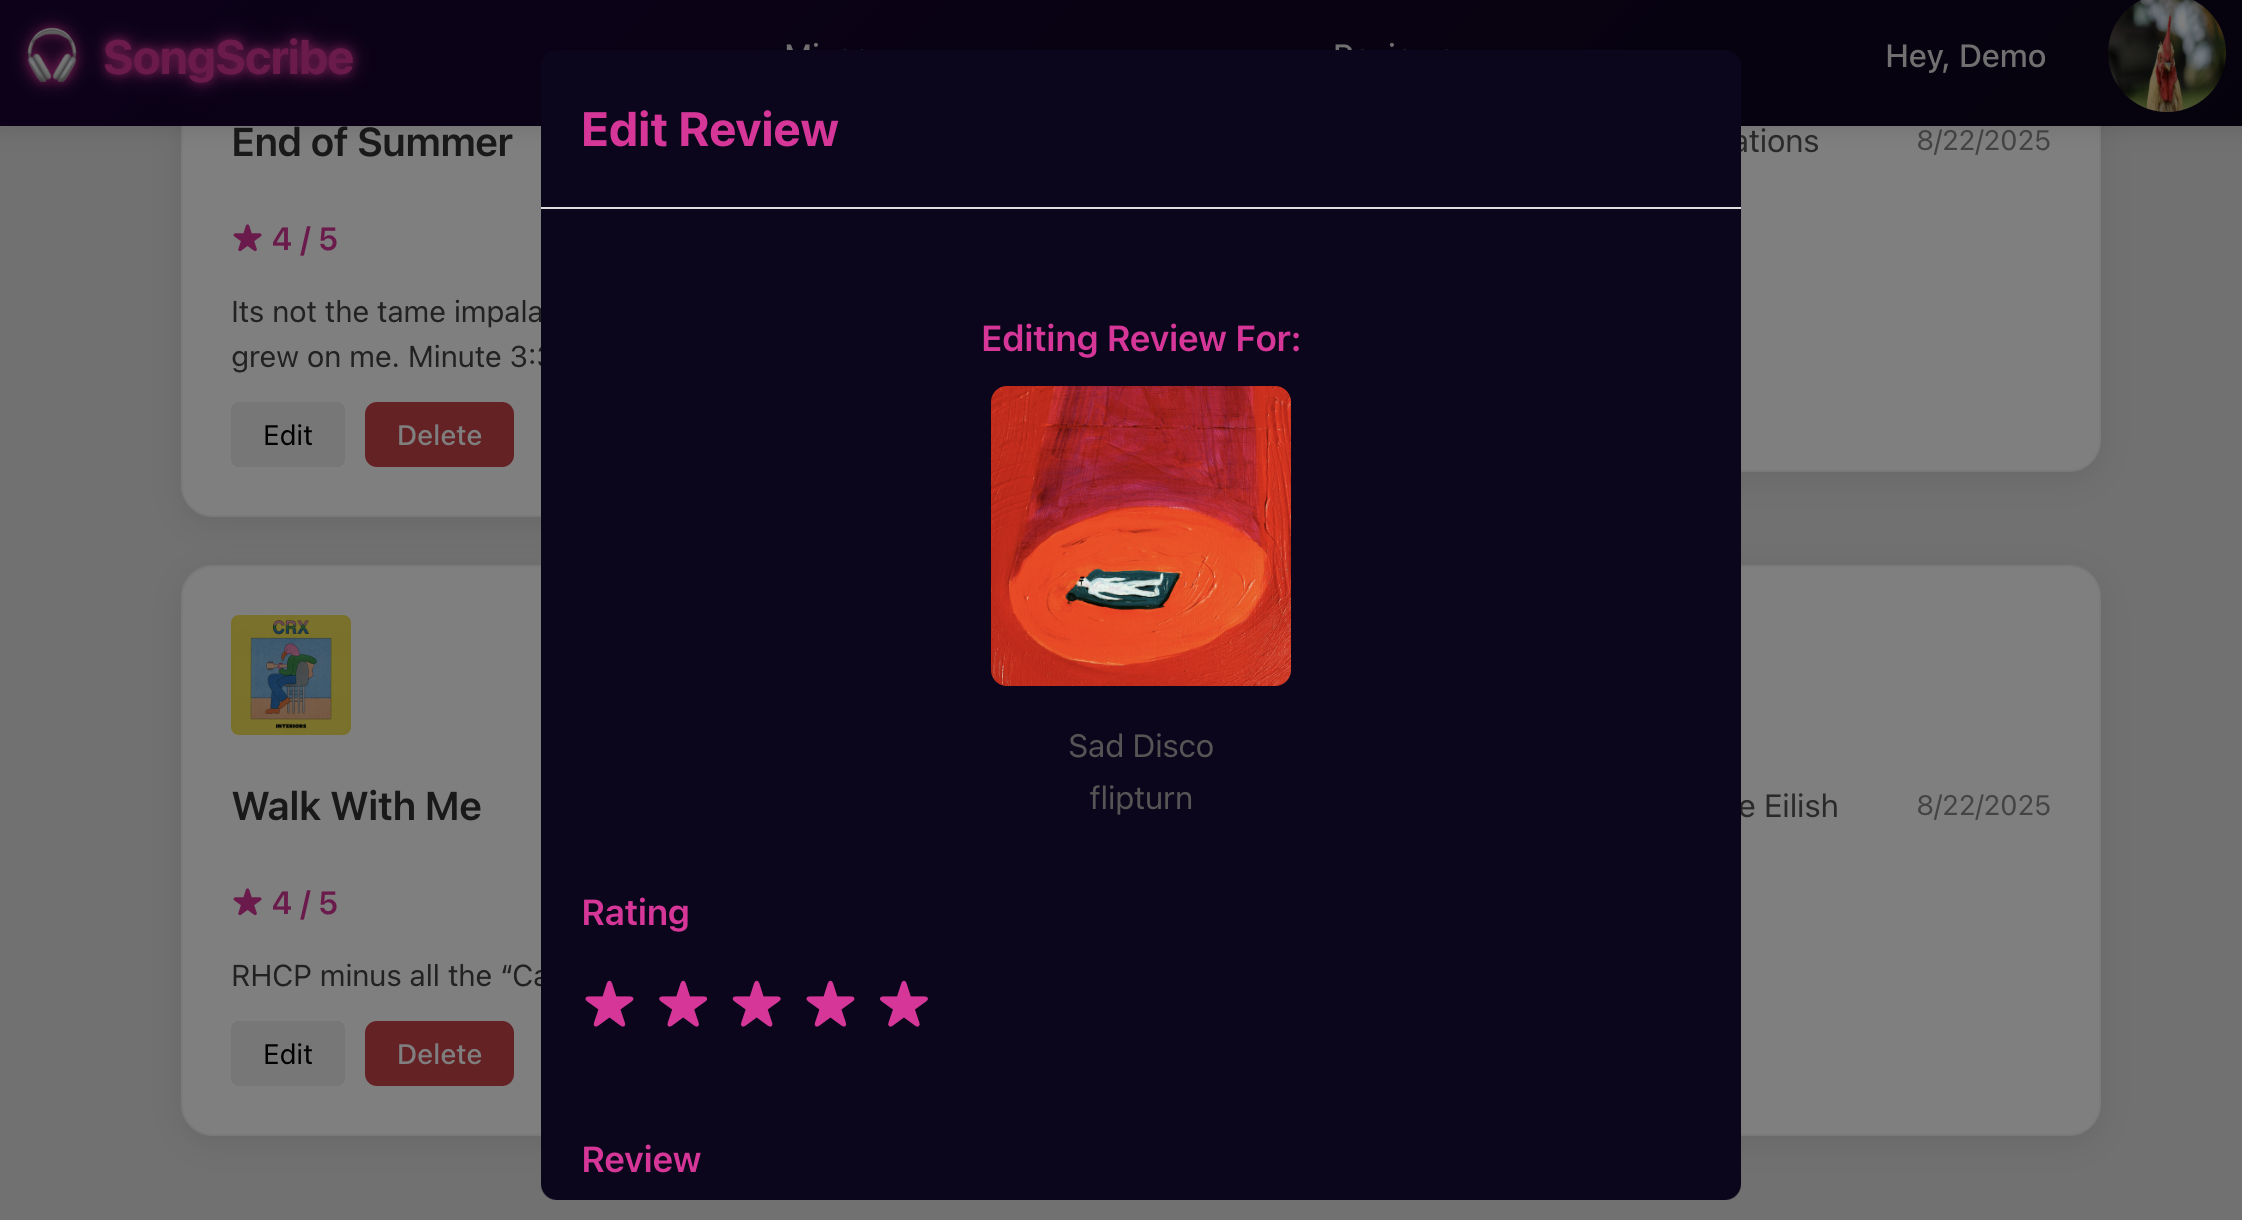 SongScribe
Hey, Demo
End of Summer
ations
8/22/2025
4 / 5
Its not the tame impala
grew on me. Minute
Edit
Delete
Edit Review
Editing Review For:
Sad Disco
flipturn
Rating
Review
CRX
INTERIORS
Walk With Me
e Eilish
8/22/2025
4 / 5
RHCP minus all the
Edit
Delete